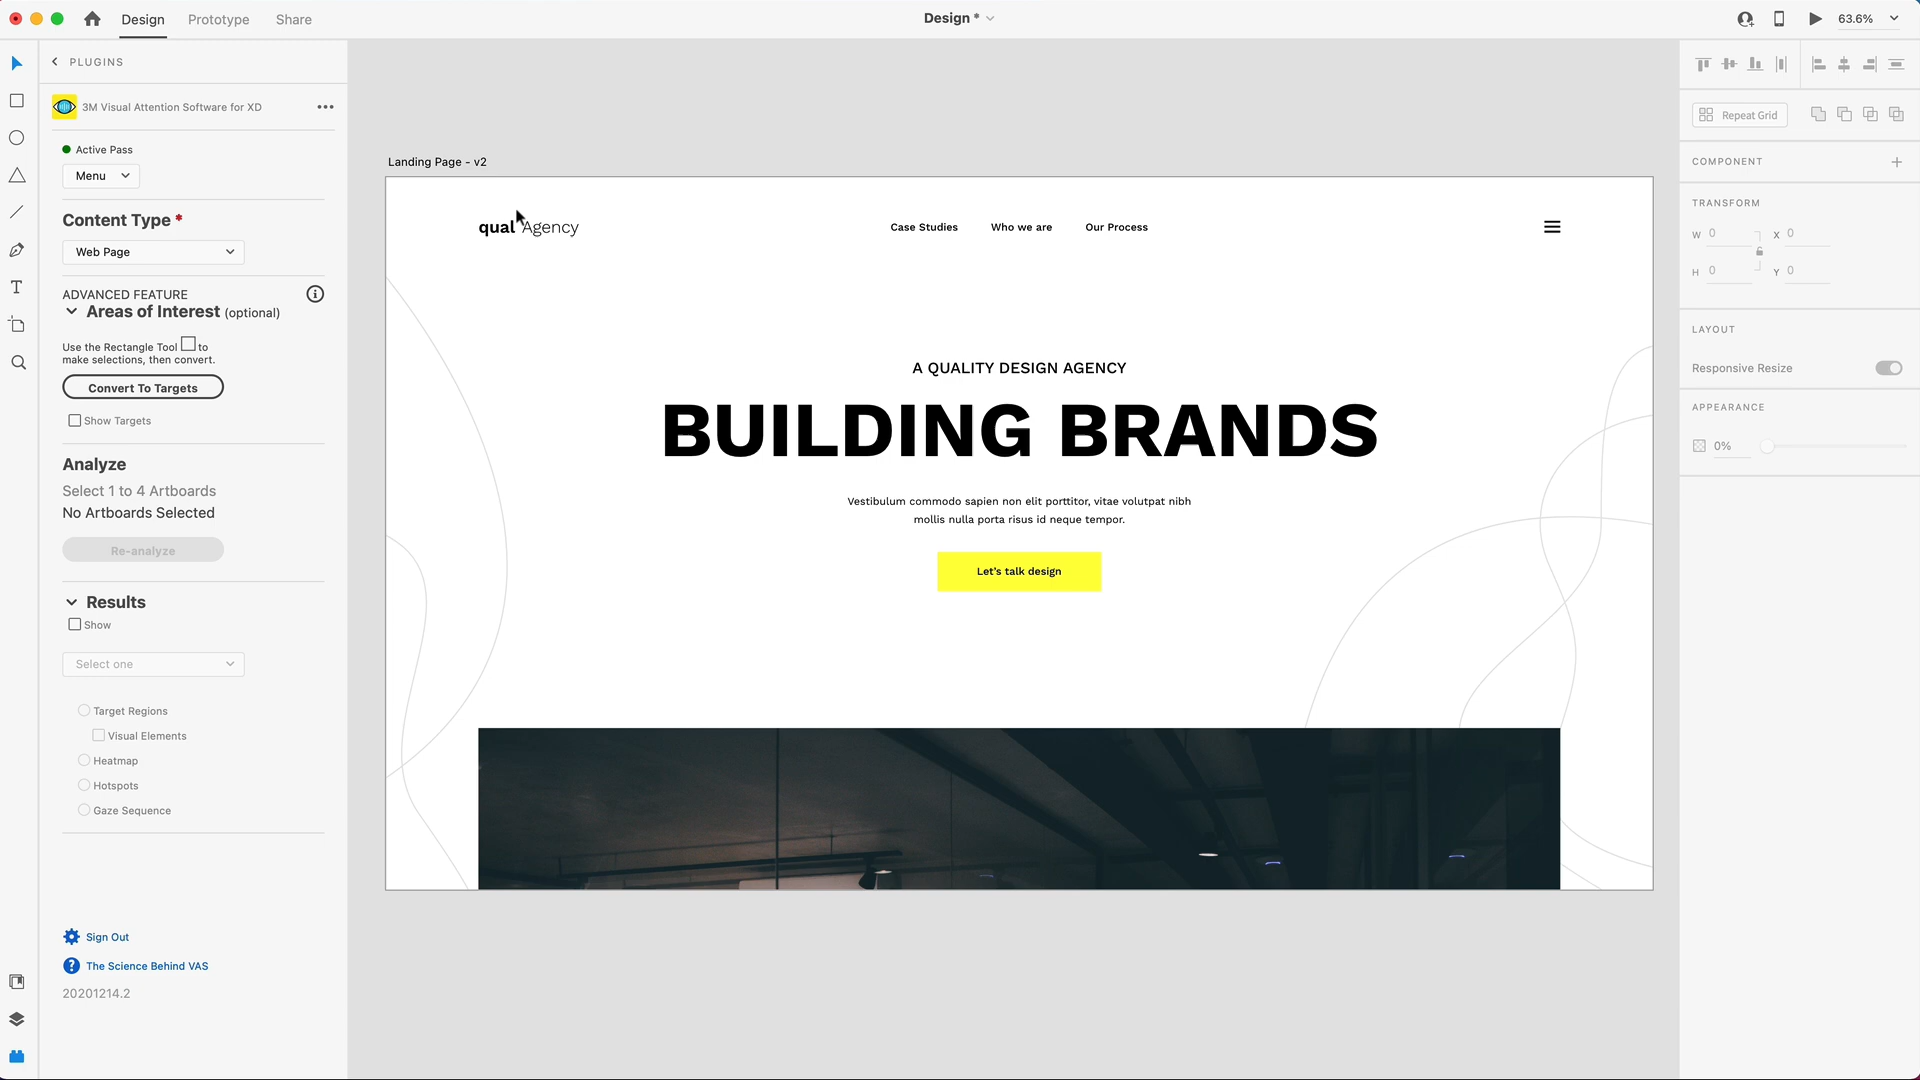 Design
Prototype
Share
Design *
63.6%
PLUGINS
3M Visual Attention Software for XD
Active Pass
Menu
Content Type *
Web Page
ADVANCED FEATURE
Areas of Interest (optional)
Use the Rectangle Tool to
make selections, then convert.
Convert To Targets
Show Targets
Analyze
Select 1 to 4 Artboards
No Artboards Selected
Re-analyze
Results
Show
Select one
Target Regions
Visual Elements
Heatmap
Hotspots
Gaze Sequence
Sign Out
? The Science Behind VAS
20201214.2
Landing Page - v2
qual Agency
Case Studies
Who we are
Our Process
A QUALITY DESIGN AGENCY
BUILDING BRANDS
Vestibulum commodo sapien non elit porttitor, vitae volutpat nibh
mollis nulla porta risus id neque tempor.
Let's talk design
Repeat Grid
COMPONENT
TRANSFORM
W 0 X 0
H 0 Y 0
LAYOUT
Responsive Resize
APPEARANCE
0%